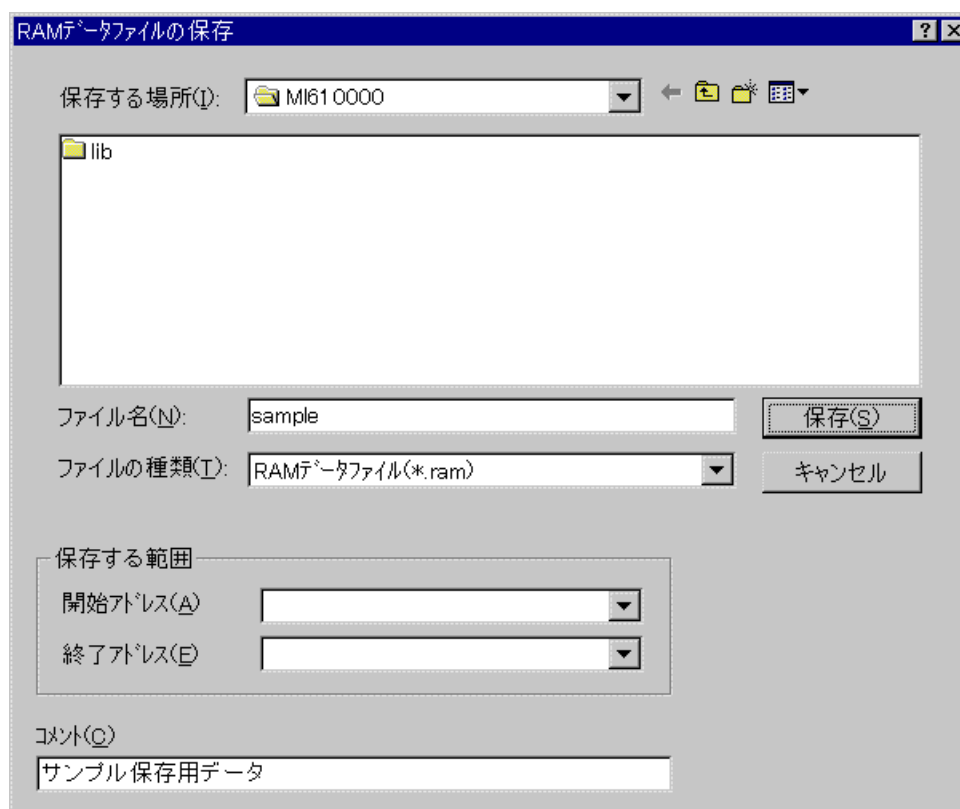 RAMﾃﾞｰﾀﾌｧｲﾙの保存
保存する場所(I): MI610000
lib
ファイル名(N): sample 保存(S)
ファイルの種類(T): RAMﾃﾞｰﾀﾌｧｲﾙ(*.ram) キャンセル
保存する範囲
開始ｱﾄﾞﾚｽ(A)
終了ｱﾄﾞﾚｽ(E)
ｺﾒﾝﾄ(C)
サンプル保存用データ